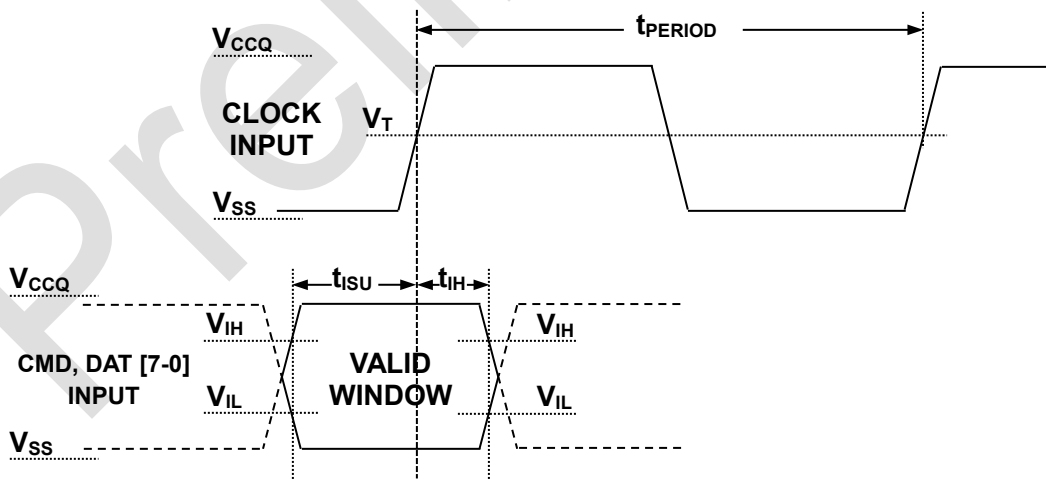 tPERIOD
VCCQ
CLOCK
INPUT
VT
VSS
VCCQ
tISU
tIH
VIH
VIH
CMD, DAT [7-0]
INPUT
VALID
WINDOW
VIL
VIL
VSS